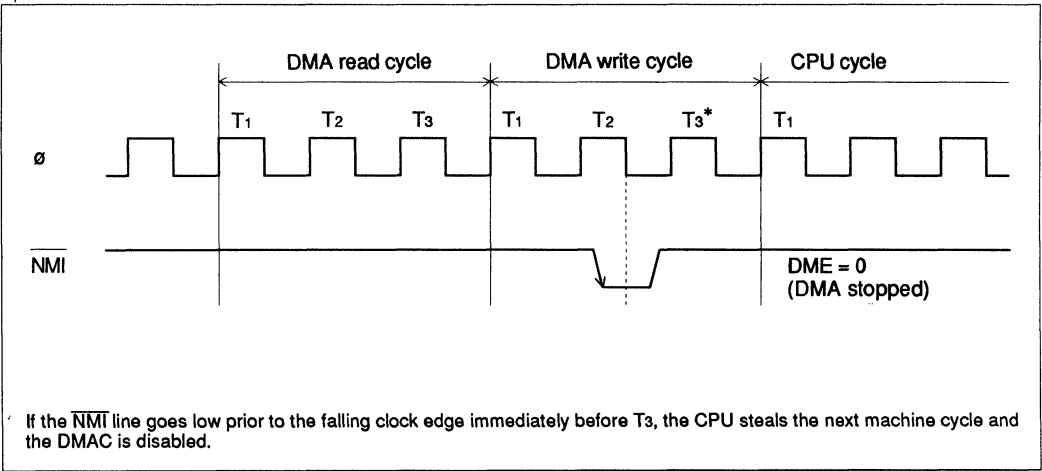 DMA read cycle DMA write cycle CPU cycle
T1 T2 T3 T1 T2 T3* T1
ø
NMI
DME = 0
(DMA stopped)
If the NMI line goes low prior to the falling clock edge immediately before T3, the CPU steals the next machine cycle and
the DMAC is disabled.